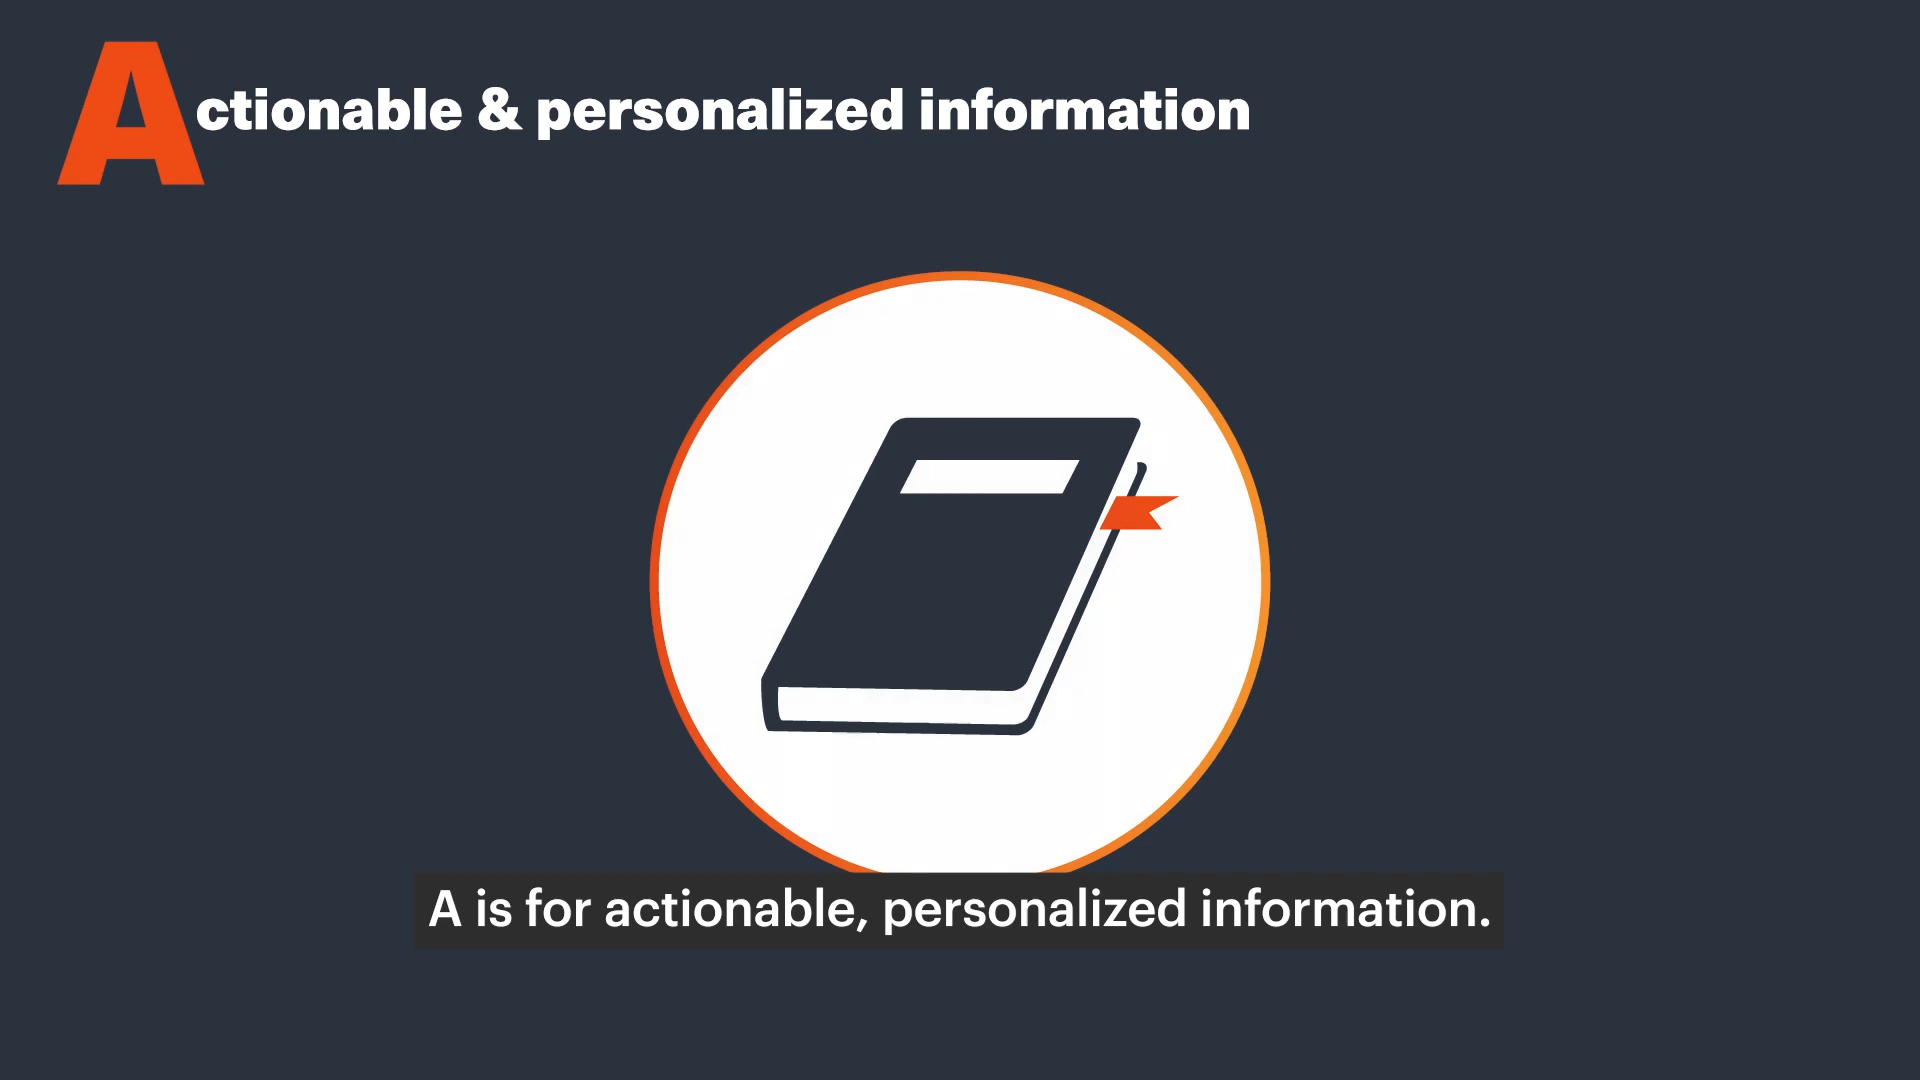 Actionable & personalized information
A is for actionable, personalized information.